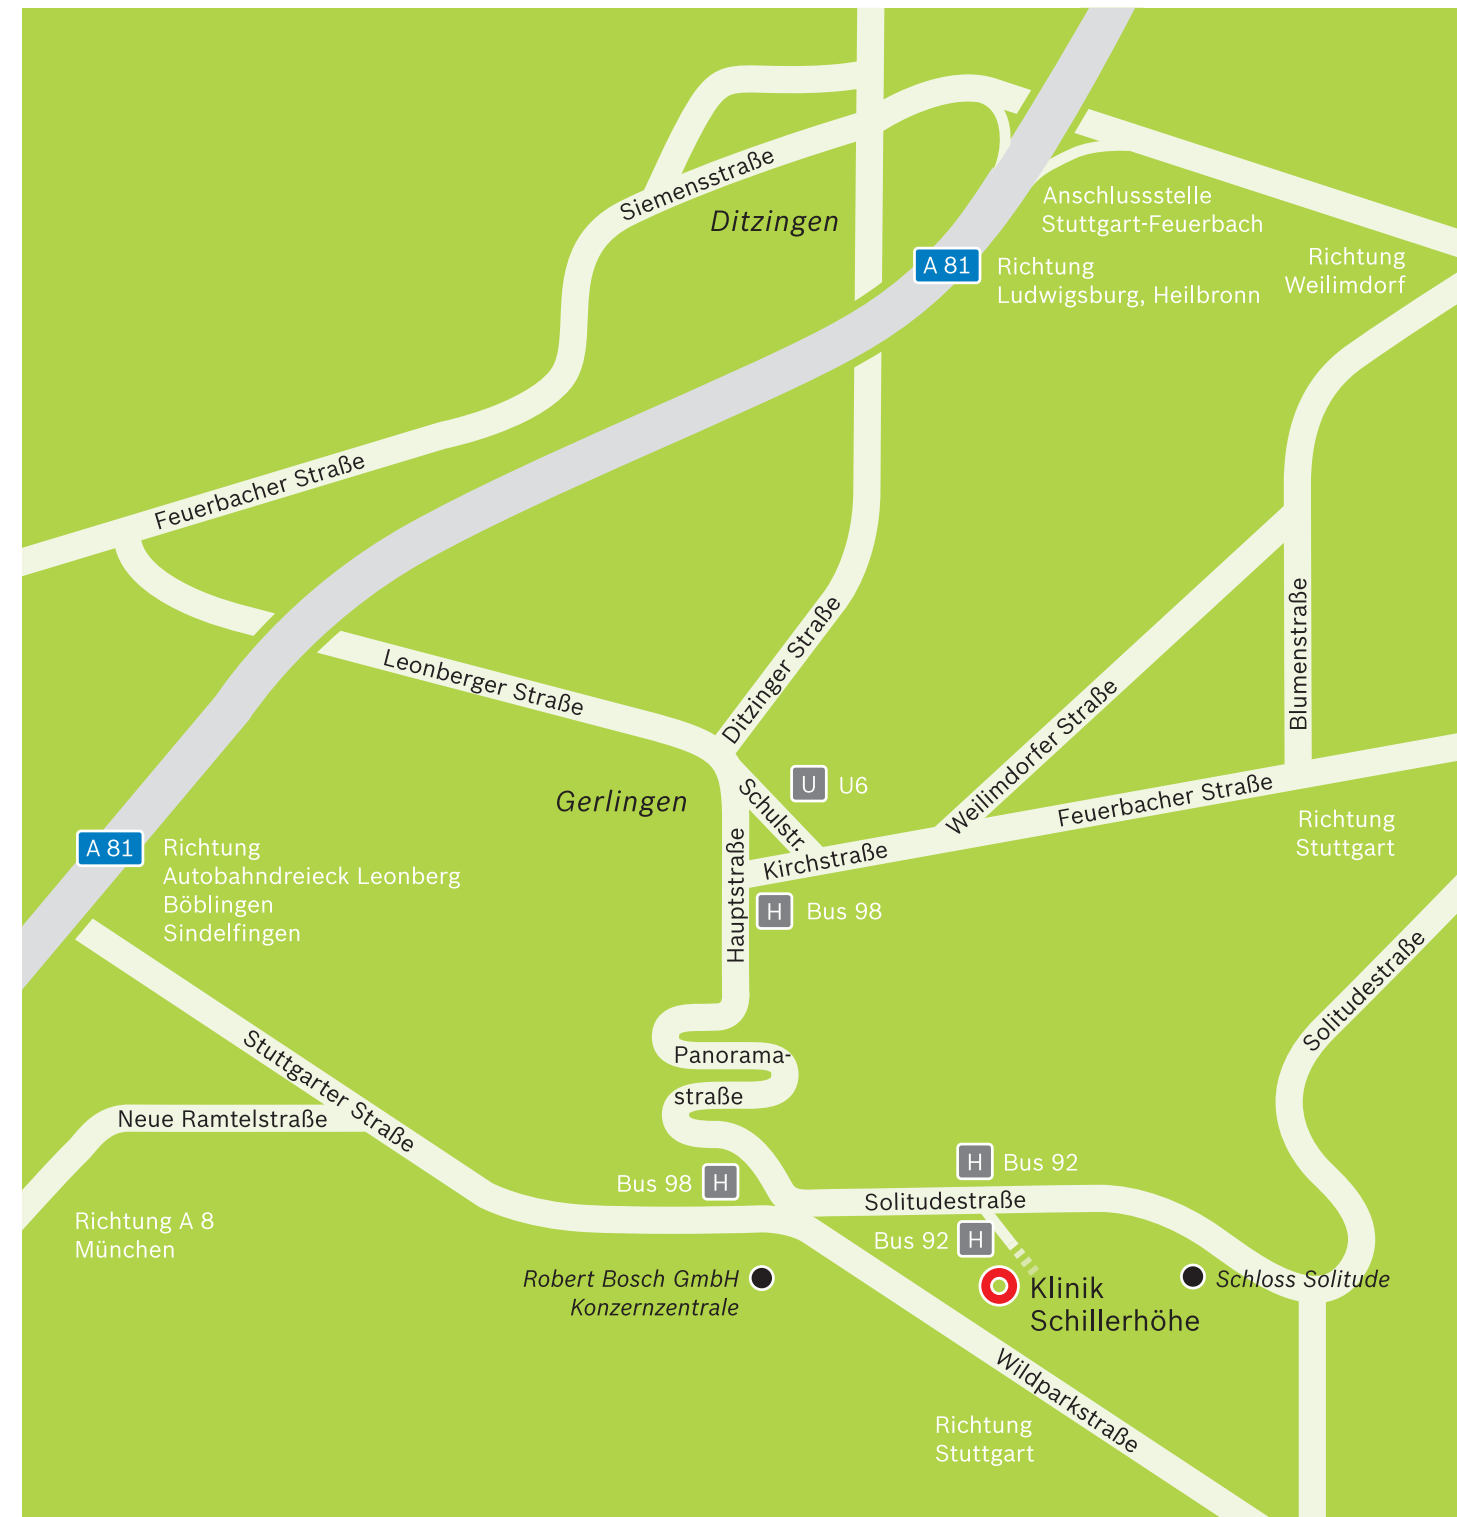 Siemensstraße
Ditzingen
Anschlussstelle
Stuttgart-Feuerbach
A 81
Richtung
Ludwigsburg, Heilbronn
Richtung
Weilimdorf
Feuerbacher Straße
Leonberger Straße
Ditzinger Straße
Blumenstraße
Weilimdorfer Straße
Gerlingen
U
U6
Schulstr.
Feuerbacher Straße
Kirchstraße
Richtung
Stuttgart
A 81
Richtung
Autobahndreieck Leonberg
Böblingen
Sindelfingen
Hauptstraße
H
Bus 98
Solitudestraße
Stuttgarter Straße
Panorama-
straße
Neue Ramtelstraße
Bus 98
H
H
Bus 92
Solitudestraße
Bus 92
H
Richtung A 8
München
Robert Bosch GmbH
Konzernzentrale
Klinik
Schillerhöhe
Schloss Solitude
Wildparkstraße
Richtung
Stuttgart